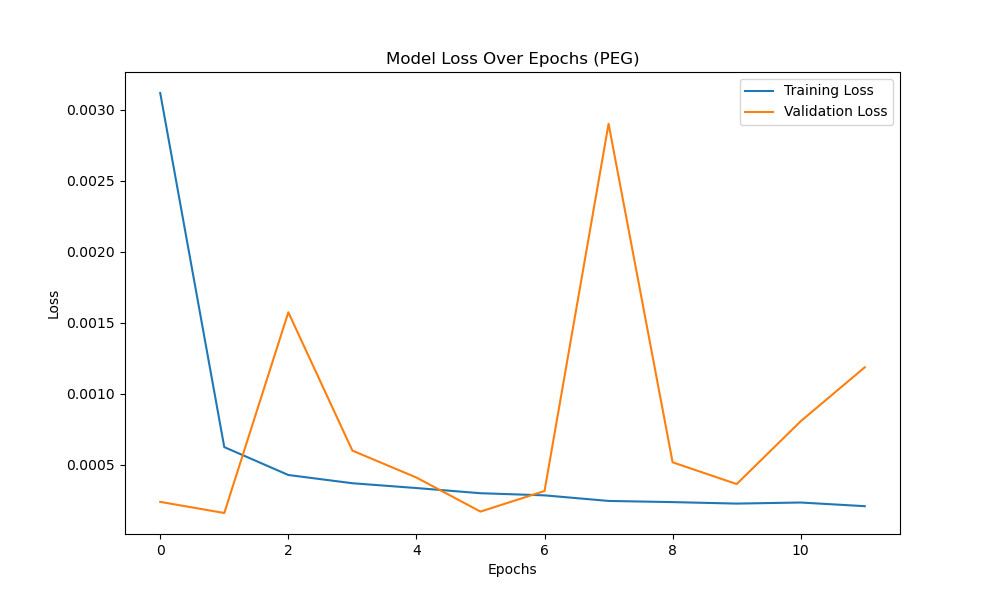 Model Loss Over Epochs (PEG)
Training Loss
Validation Loss
0.0030
0.0025
0.0020
0.0015
0.0010
0.0005
Loss
0 2 4 6 8 10
Epochs